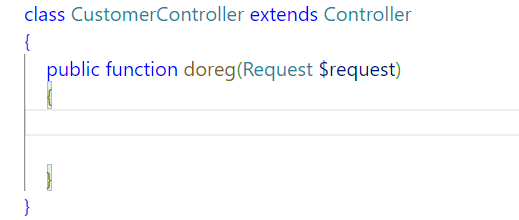 class CustomerController extends Controller
{
public function doreg(Request $request)
{
}
}